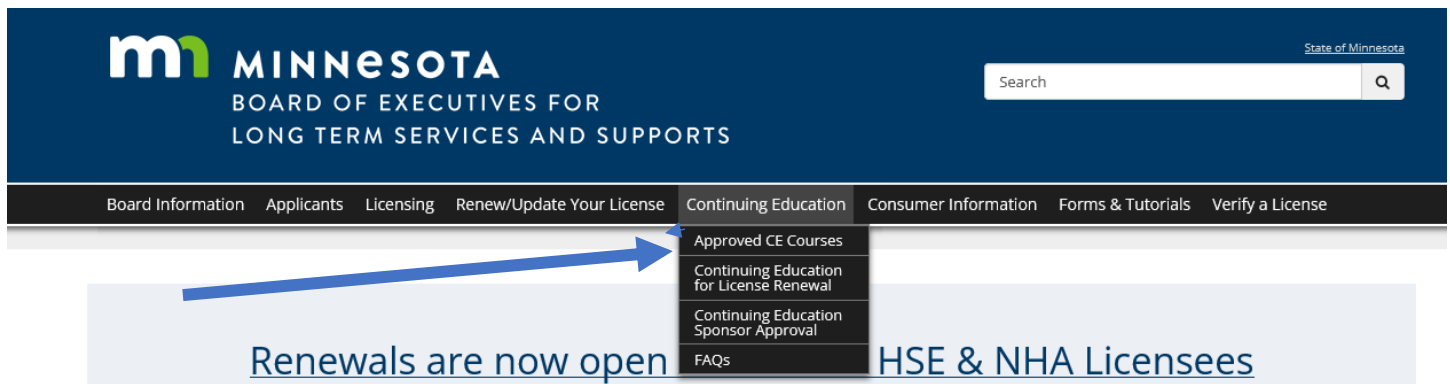 State of Minnesota
mn MINNesoTA
BOARD OF EXECUTIVES FOR
LONG TERM SERVICES AND SUPPORTS
Search
Board Information Applicants Licensing Renew/Update Your License Continuing Education Consumer Information Forms & Tutorials Verify a License
Approved CE Courses
Continuing Education
for License Renewal
Continuing Education
Sponsor Approval
FAQs
Renewals are now open HSE & NHA Licensees